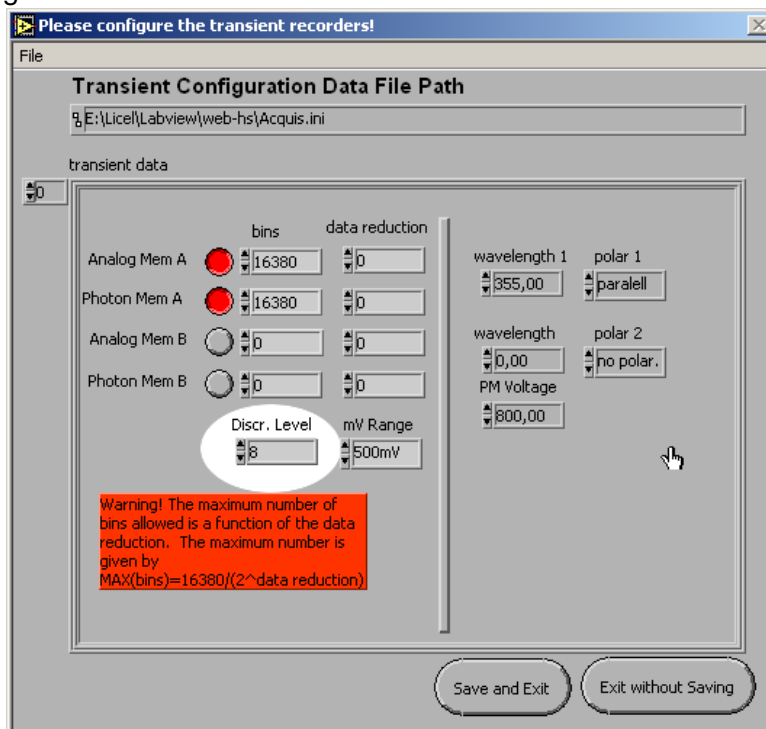 Please configure the transient recorders!
File
Transient Configuration Data File Path
E:\Licel\Labview\web-hs\Acquis.ini
transient data
0
bins data reduction
Analog Mem A 16380 0
Photon Mem A 16380 0
Analog Mem B 0 0
Photon Mem B 0 0
Discr. Level mV Range
8 500mV
Warning! The maximum number of
bins allowed is a function of the data
reduction. The maximum number is
given by
MAX(bins)=16380/(2^data reduction)
wavelength 1 polar 1
355,00 paralell
wavelength polar 2
0,00 no polar.
PM Voltage
800,00
Save and Exit Exit without Saving